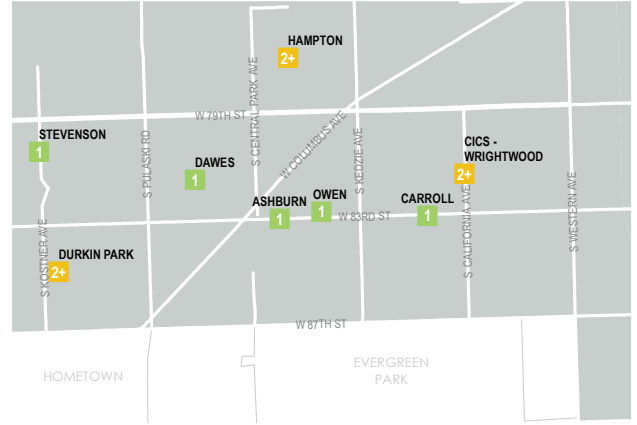 HAMPTON
2+
W 79TH ST
STEVENSON
1
S PULASKI RD
S CENTRAL PARK AVE
W COLUMBUS AVE
S KEDZIE AVE
CICS -
WRIGHTWOOD
2+
DAWES
1
ASHBURN
1
OWEN
1
W 83RD ST
CARROLL
1
S CALIFORNIA AVE
S WESTERN AVE
S KOSTNER AVE
DURKIN PARK
2+
W 87TH ST
HOMETOWN
EVERGREEN
PARK